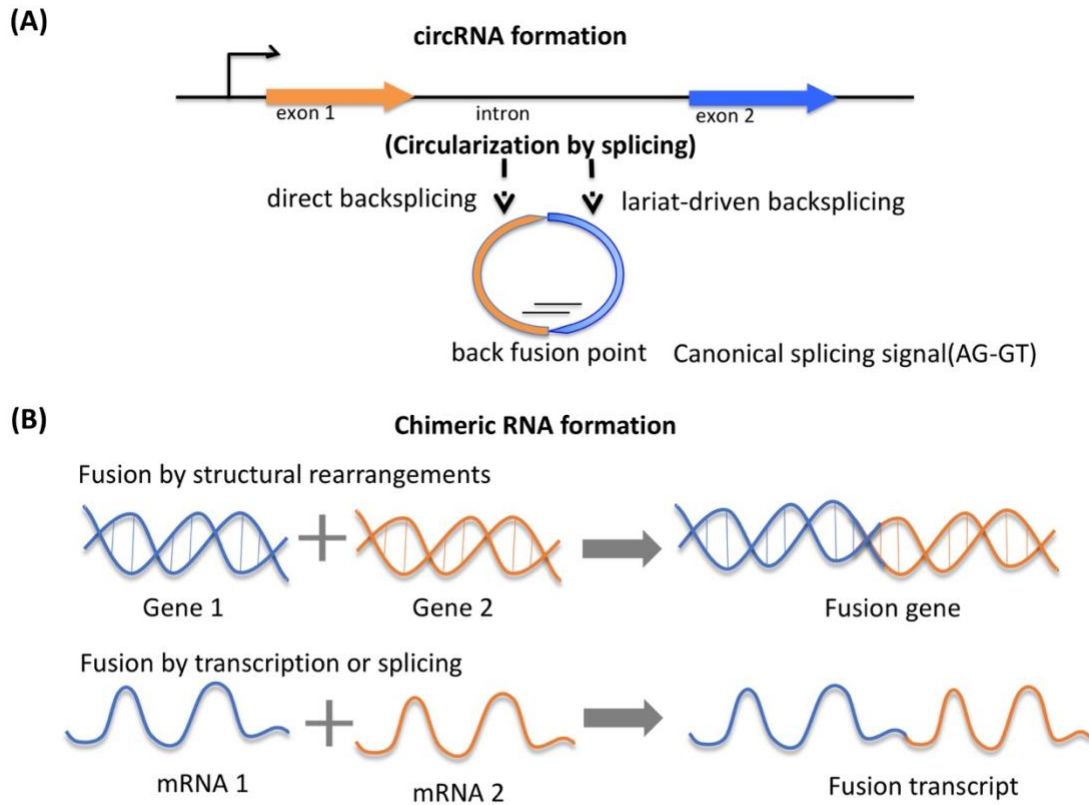 (A)
circRNA formation
exon 1
intron
exon 2
(Circularization by splicing)
direct backsplicing
lariat-driven backsplicing
back fusion point
Canonical splicing signal(AG-GT)
(B)
Chimeric RNA formation
Fusion by structural rearrangements
Gene 1
Gene 2
Fusion gene
Fusion by transcription or splicing
mRNA 1
mRNA 2
Fusion transcript